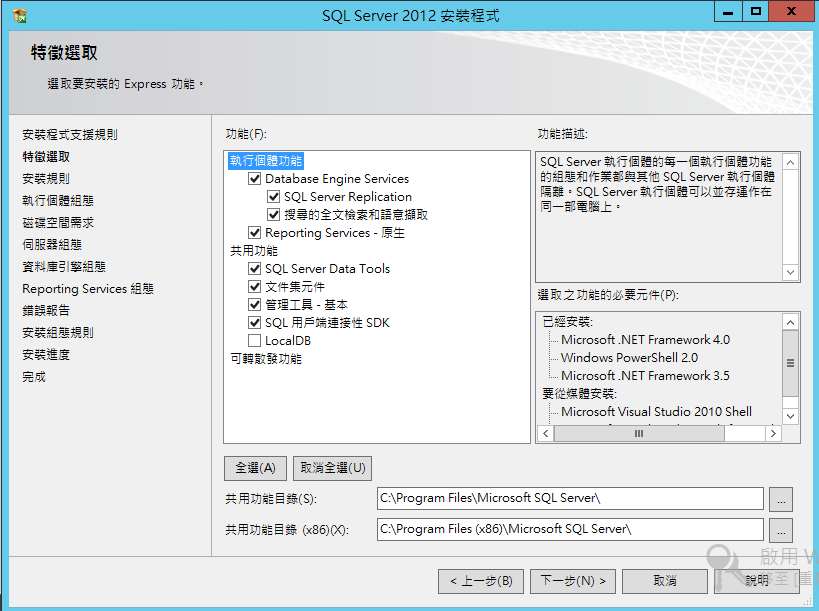 SQL Server 2012 安裝程式
特徵選取
選取要安裝的 Express 功能。
安裝程式支援規則
特徵選取
安裝規則
執行個體組態
磁碟空間需求
伺服器組態
資料庫引擎組態
Reporting Services 組態
錯誤報告
安裝組態規則
安裝進度
完成
功能(F):
執行個體功能
Database Engine Services
SQL Server Replication
搜尋的全文檢索和語意擷取
Reporting Services - 原生
共用功能
SQL Server Data Tools
文件集元件
管理工具 - 基本
SQL 用戶端連接性 SDK
LocalDB
可轉散發功能
功能描述:
SQL Server 執行個體的每一個執行個體功能
的組態和作業都與其他 SQL Server 執行個體
隔離。SQL Server 執行個體可以並存運作在
同一部電腦上。
選取之功能的必要元件(P):
已經安裝:
Microsoft .NET Framework 4.0
Windows PowerShell 2.0
Microsoft .NET Framework 3.5
要從媒體安裝:
Microsoft Visual Studio 2010 Shell
全選(A)
取消全選(U)
共用功能目錄(S):
C:\Program Files\Microsoft SQL Server\
...
共用功能目錄 (x86)(X):
C:\Program Files (x86)\Microsoft SQL Server\
...
< 上一步(B)
下一步(N) >
取消
說明
啟用 W
移至 [重